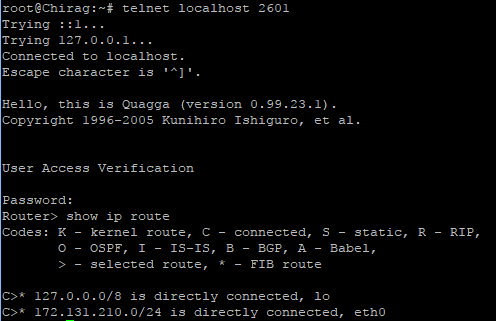 root@Chirag:~# telnet localhost 2601
Trying ::1...
Trying 127.0.0.1...
Connected to localhost.
Escape character is '^]'.
Hello, this is Quagga (version 0.99.23.1).
Copyright 1996-2005 Kunihiro Ishiguro, et al.
User Access Verification
Password:
Router> show ip route
Codes: K - kernel route, C - connected, S - static, R - RIP,
O - OSPF, I - IS-IS, B - BGP, A - Babel,
> - selected route, * - FIB route
C>* 127.0.0.0/8 is directly connected, lo
C>* 172.131.210.0/24 is directly connected, eth0